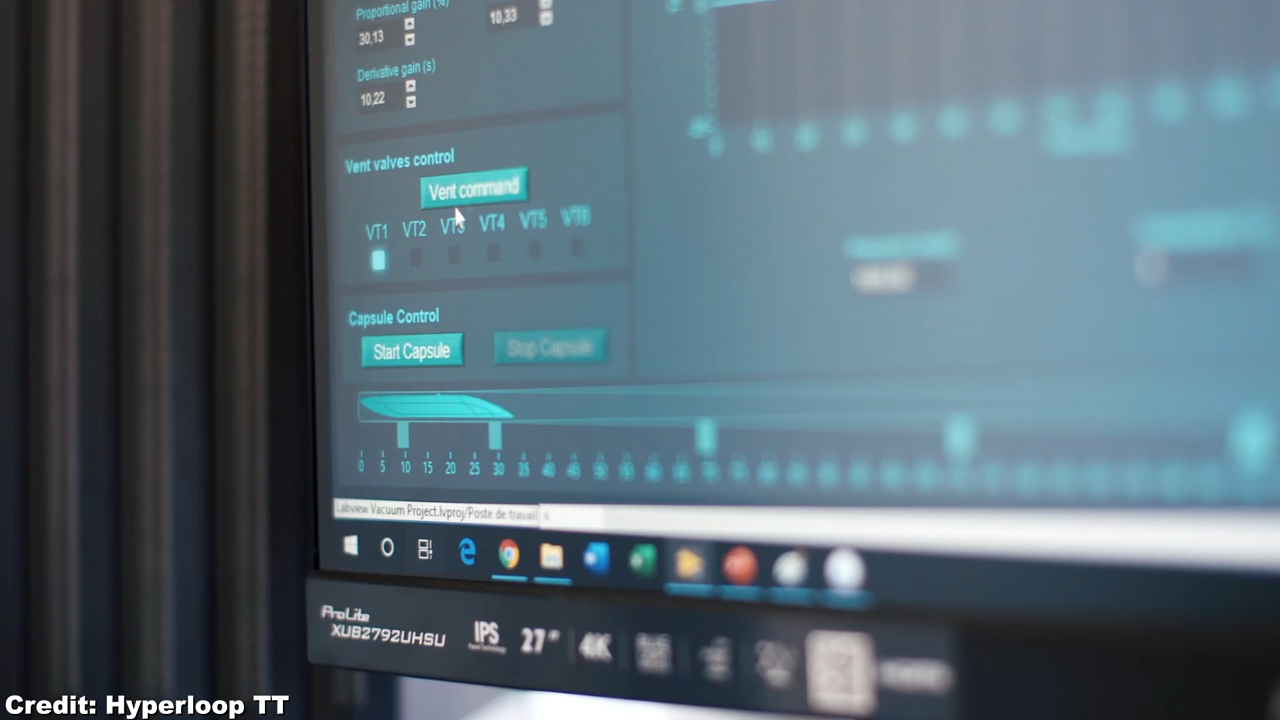 Proportional gain (%)
30,13
10,33
Derivative gain (s)
10,22
Vent valves control
Vent command
VT1 VT2 VT3 VT4 VT5 VT6
Capsule Control
Start Capsule
Stop Capsule
0 5 10 15 20 25 30 35 40 45
Labview Vacuum Project.lvproj/Poste de travail
ProLite
XUB2792UHSU
IPS
27"
4K
Credit: Hyperloop TT